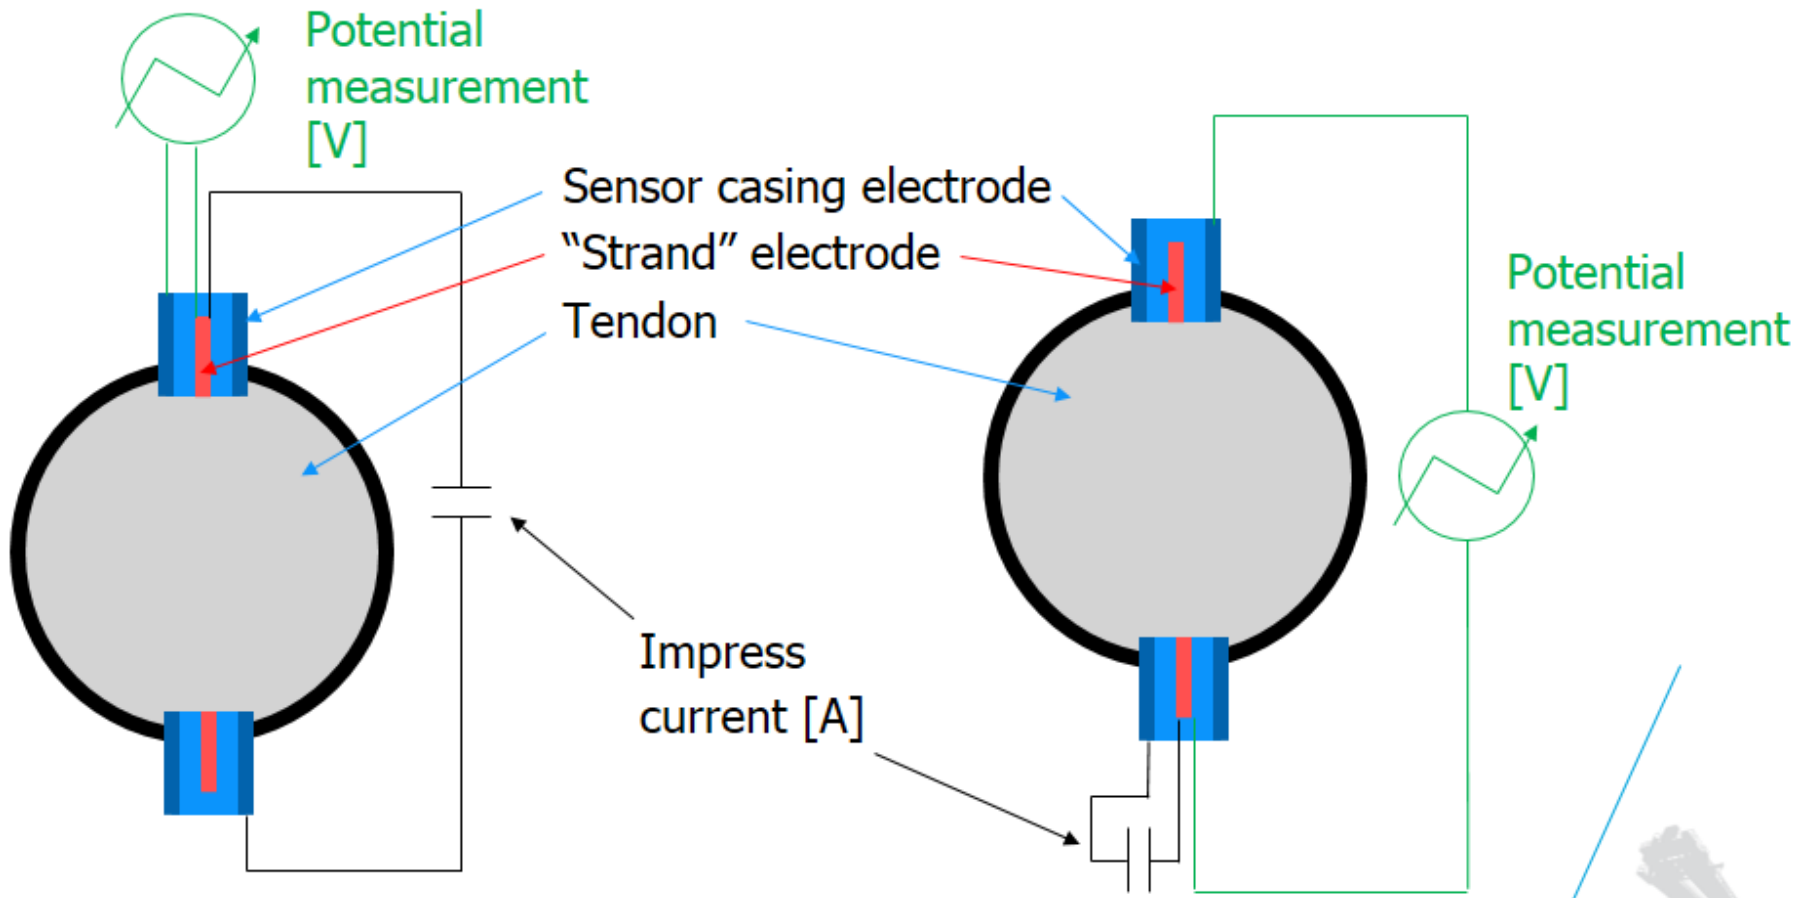 Potential
measurement
[V]
Sensor casing electrode
“Strand” electrode
Tendon
Potential
measurement
[V]
Impress
current [A]